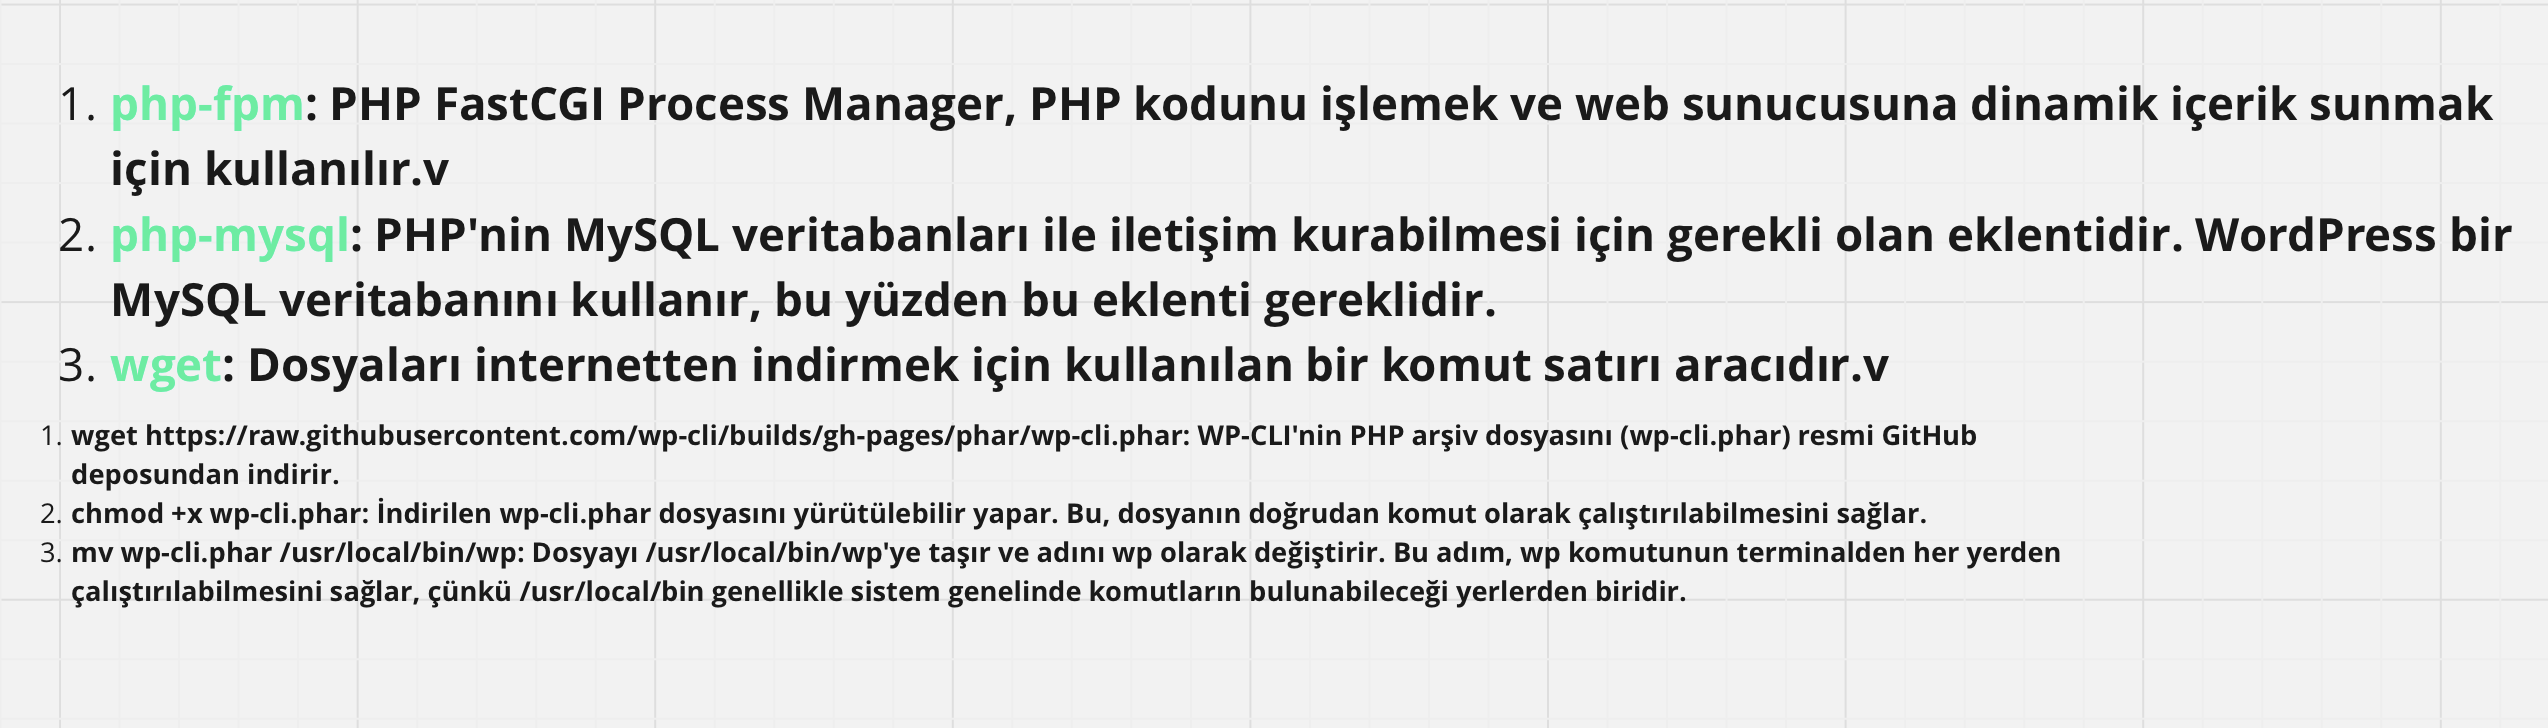 1. php-fpm: PHP FastCGI Process Manager, PHP kodunu işlemek ve web sunucusuna dinamik içerik sunmak
için kullanılır.v
2. php-mysql: PHP'nin MySQL veritabanları ile iletişim kurabilmesi için gerekli olan eklentidir. WordPress bir
MySQL veritabanını kullanır, bu yüzden bu eklenti gereklidir.
3. wget: Dosyaları internetten indirmek için kullanılan bir komut satırı aracıdır.v
1. wget https://raw.githubusercontent.com/wp-cli/builds/gh-pages/phar/wp-cli.phar: WP-CLI'nin PHP arşiv dosyasını (wp-cli.phar) resmi GitHub
deposundan indirir.
2. chmod +x wp-cli.phar: İndirilen wp-cli.phar dosyasını yürütülebilir yapar. Bu, dosyanın doğrudan komut olarak çalıştırılabilmesini sağlar.
3. mv wp-cli.phar /usr/local/bin/wp: Dosyayı /usr/local/bin/wp'ye taşır ve adını wp olarak değiştirir. Bu adım, wp komutunun terminalden her yerden
çalıştırılabilmesini sağlar, çünkü /usr/local/bin genellikle sistem genelinde komutların bulunabileceği yerlerden biridir.